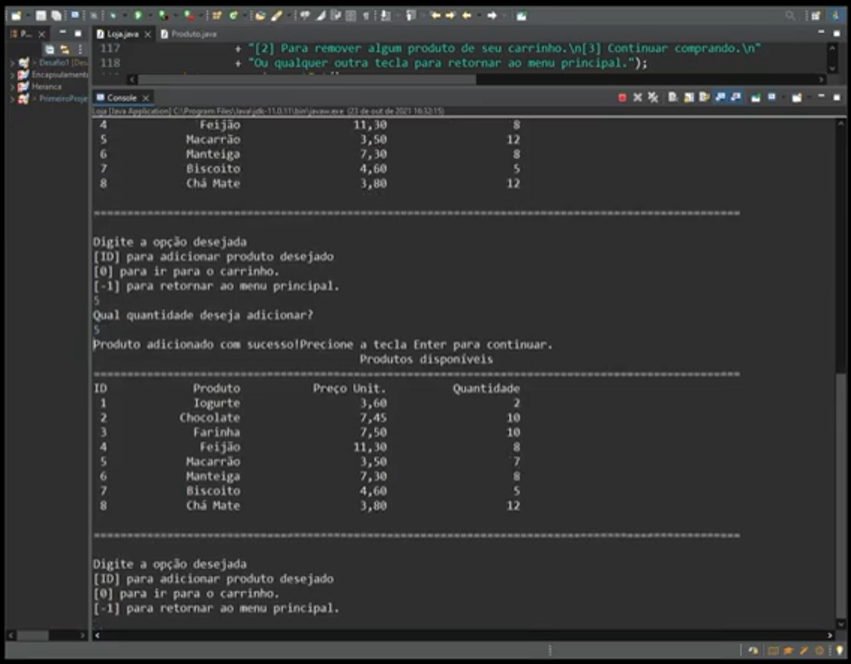 P...
Loja.java
Produto.java
117 + "[2] Para remover algum produto de seu carrinho.\n[3] Continuar comprando.\n"
118 + "Ou qualquer outra tecla para retornar ao menu principal.");
> Desafio1 [Des
Encapsulament
Heranca
> PrimeiroProje
Console
Loja [Java Application] C:\Program Files\Java\jdk-11.0.11\bin\javaw.exe (23 de out de 2021 16:32:15)
4 Feijão 11,30 8
5 Macarrão 3,50 12
6 Manteiga 7,30 8
7 Biscoito 4,60 5
8 Chá Mate 3,80 12
Digite a opção desejada
[ID] para adicionar produto desejado
[0] para ir para o carrinho.
[-1] para retornar ao menu principal.
5
Qual quantidade deseja adicionar?
5
Produto adicionado com sucesso!Precione a tecla Enter para continuar.
Produtos disponíveis
ID Produto Preço Unit. Quantidade
1 Iogurte 3,60 2
2 Chocolate 7,45 10
3 Farinha 7,50 10
4 Feijão 11,30 8
5 Macarrão 3,50 7
6 Manteiga 7,30 8
7 Biscoito 4,60 5
8 Chá Mate 3,80 12
Digite a opção desejada
[ID] para adicionar produto desejado
[0] para ir para o carrinho.
[-1] para retornar ao menu principal.